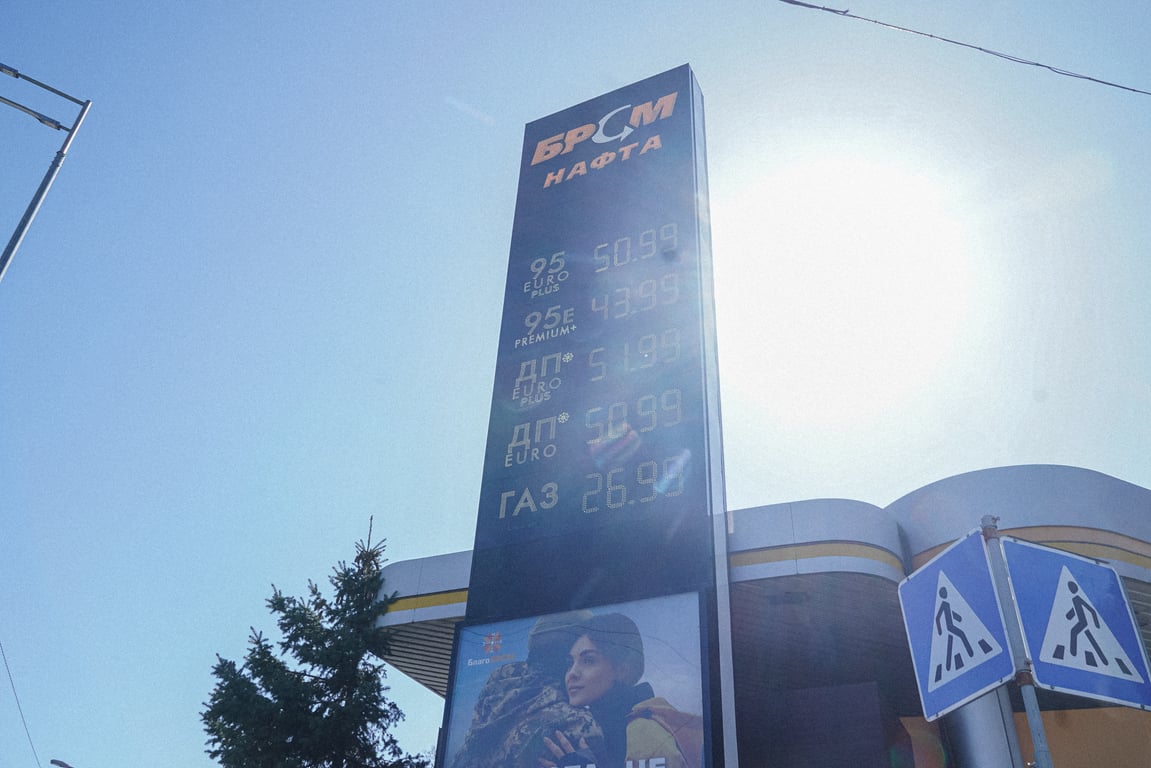 БРСМ
НАФТА
95 50.99
EURO
PLUS
95E 43.99
PREMIUM+
ДП* 51.99
EURO
PLUS
ДП* 50.99
EURO
ГАЗ 26.99